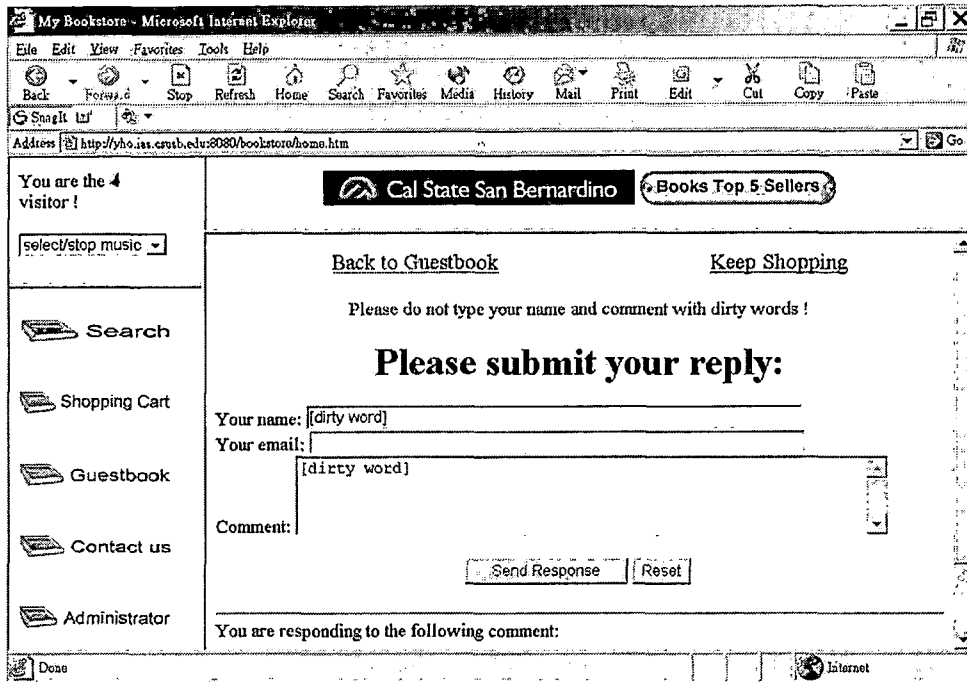 My Bookstore - Microsoft Internet Explorer
File Edit View Favorites Tools Help
Back Forward Stop Refresh Home Search Favorites Media History Mail Print Edit Cut Copy Paste
SnagIt
Address http://yho.ias.csusb.edu:8080/bookstore/home.htm Go
You are the 4
visitor !
select/stop music
Search
Shopping Cart
Guestbook
Contact us
Administrator
Cal State San Bernardino Books Top 5 Sellers
Back to Guestbook Keep Shopping
Please do not type your name and comment with dirty words !
Please submit your reply:
Your name: [dirty word]
Your email:
[dirty word]
Comment:
Send Response Reset
You are responding to the following comment:
Done Internet